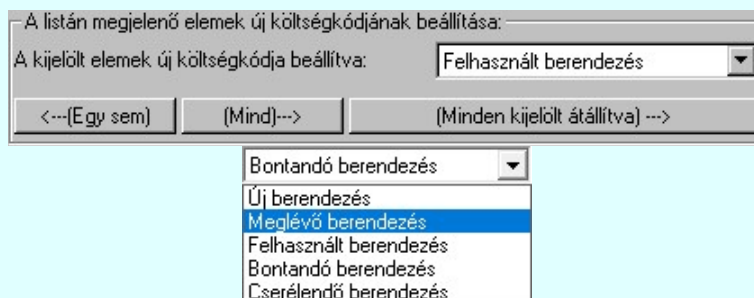 A listán megjelenő elemek új költségkódjának beállítása:
A kijelölt elemek új költségkódja beállítva: Felhasznált berendezés
<---(Egy sem) (Mind)---> (Minden kijelölt átállítva) --->
Bontandó berendezés
Új berendezés
Meglévő berendezés
Felhasznált berendezés
Bontandó berendezés
Cserélendő berendezés